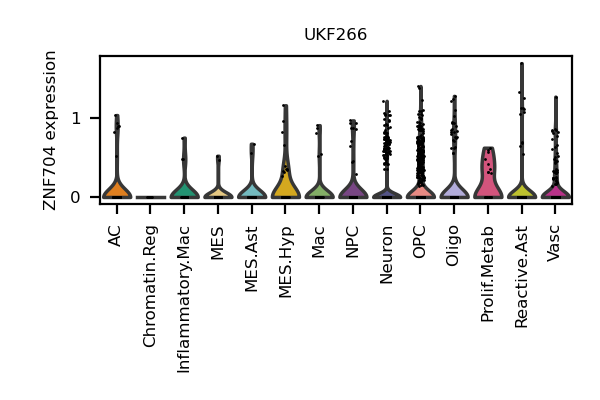 UKF266
ZNF704 expression
1
0
AC
Chromatin.Reg
Inflammatory.Mac
MES
MES.Ast
MES.Hyp
Mac
NPC
Neuron
OPC
Oligo
Prolif.Metab
Reactive.Ast
Vasc